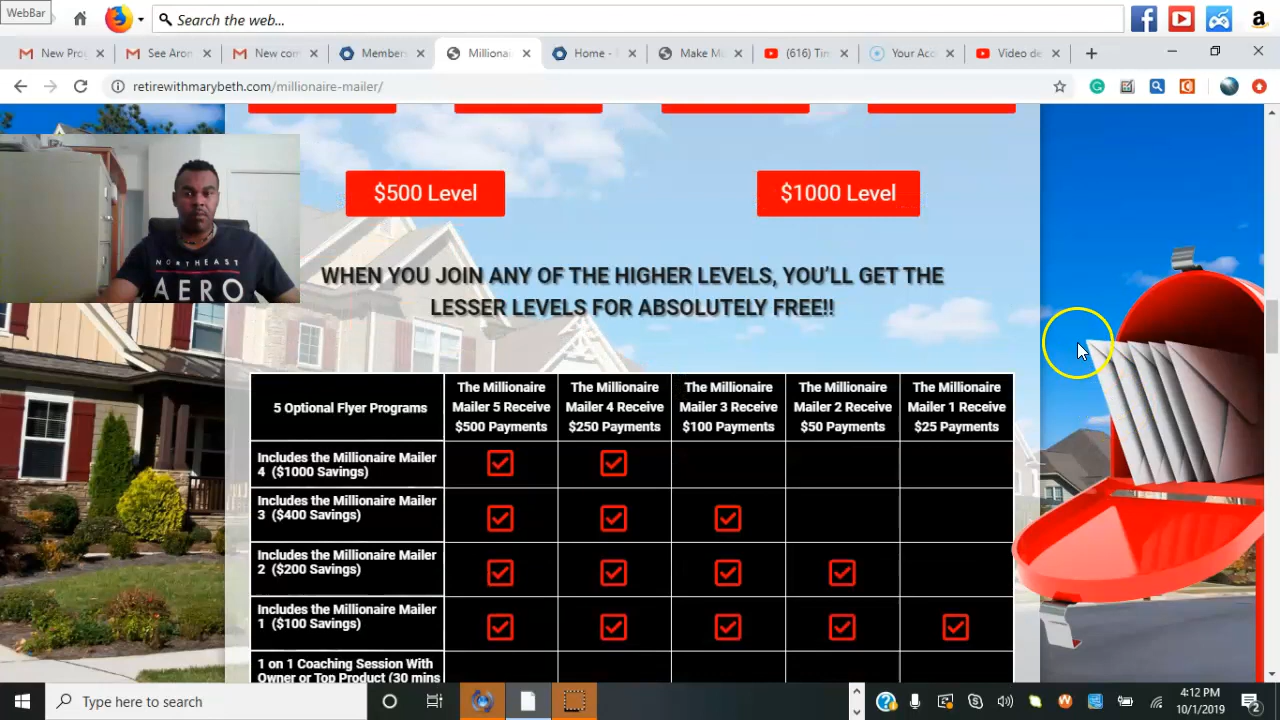 WebBar
Search the web...
New Pro
See Aron
New con
Members
Milliona
Home -
Make Mo
(616) Tim
Your Acc
Video de
retirewithmarybeth.com/millionaire-mailer/
$500 Level
$1000 Level
WHEN YOU JOIN ANY OF THE HIGHER LEVELS, YOU'LL GET THE
LESSER LEVELS FOR ABSOLUTELY FREE!!
NORTHEAST
AERO
5 Optional Flyer Programs
The Millionaire
Mailer 5 Receive
$500 Payments
The Millionaire
Mailer 4 Receive
$250 Payments
The Millionaire
Mailer 3 Receive
$100 Payments
The Millionaire
Mailer 2 Receive
$50 Payments
The Millionaire
Mailer 1 Receive
$25 Payments
Includes the Millionaire Mailer
4 ($1000 Savings)
Includes the Millionaire Mailer
3 ($400 Savings)
Includes the Millionaire Mailer
2 ($200 Savings)
Includes the Millionaire Mailer
1 ($100 Savings)
1 on 1 Coaching Session With
Owner or Top Product (30 mins
Type here to search
4:12 PM
10/1/2019
2